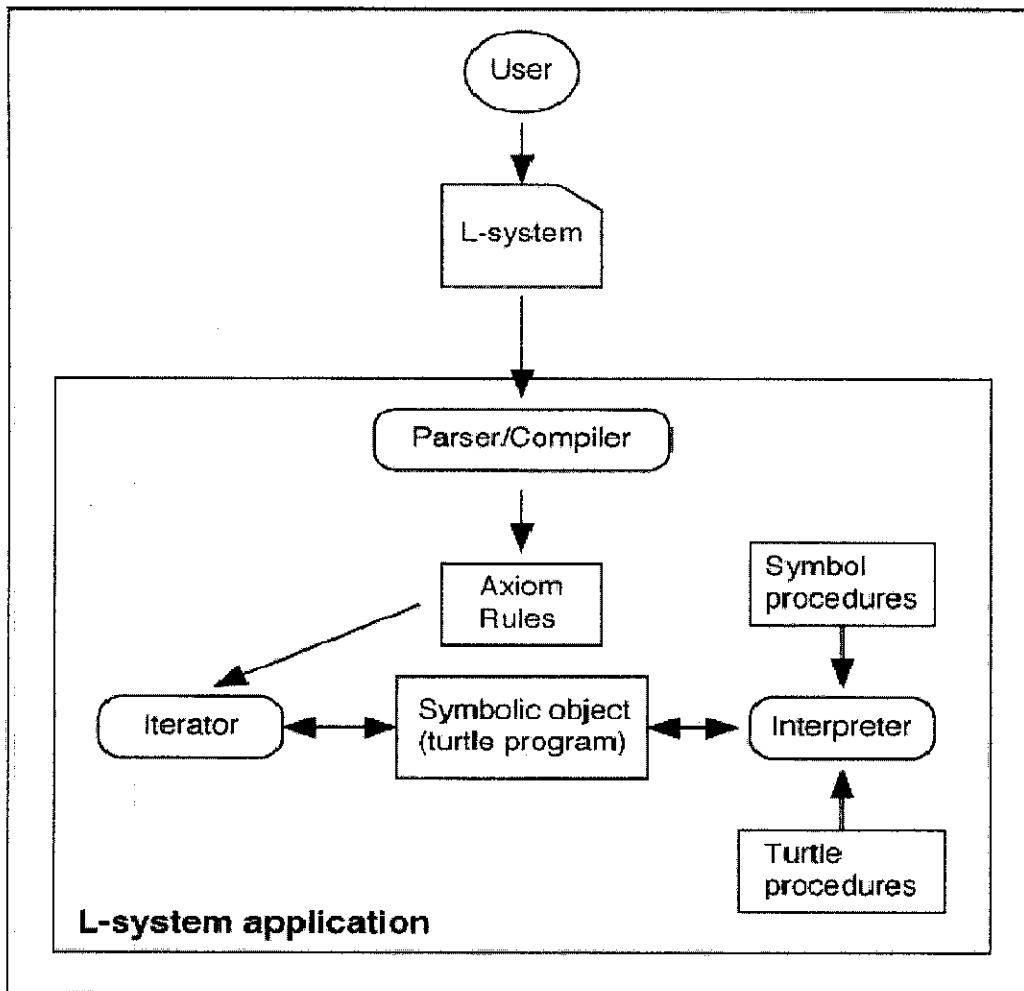 User
L-system
Parser/Compiler
Axiom
Rules
Symbol
procedures
Iterator
Symbolic object
(turtle program)
Interpreter
Turtle
procedures
L-system application